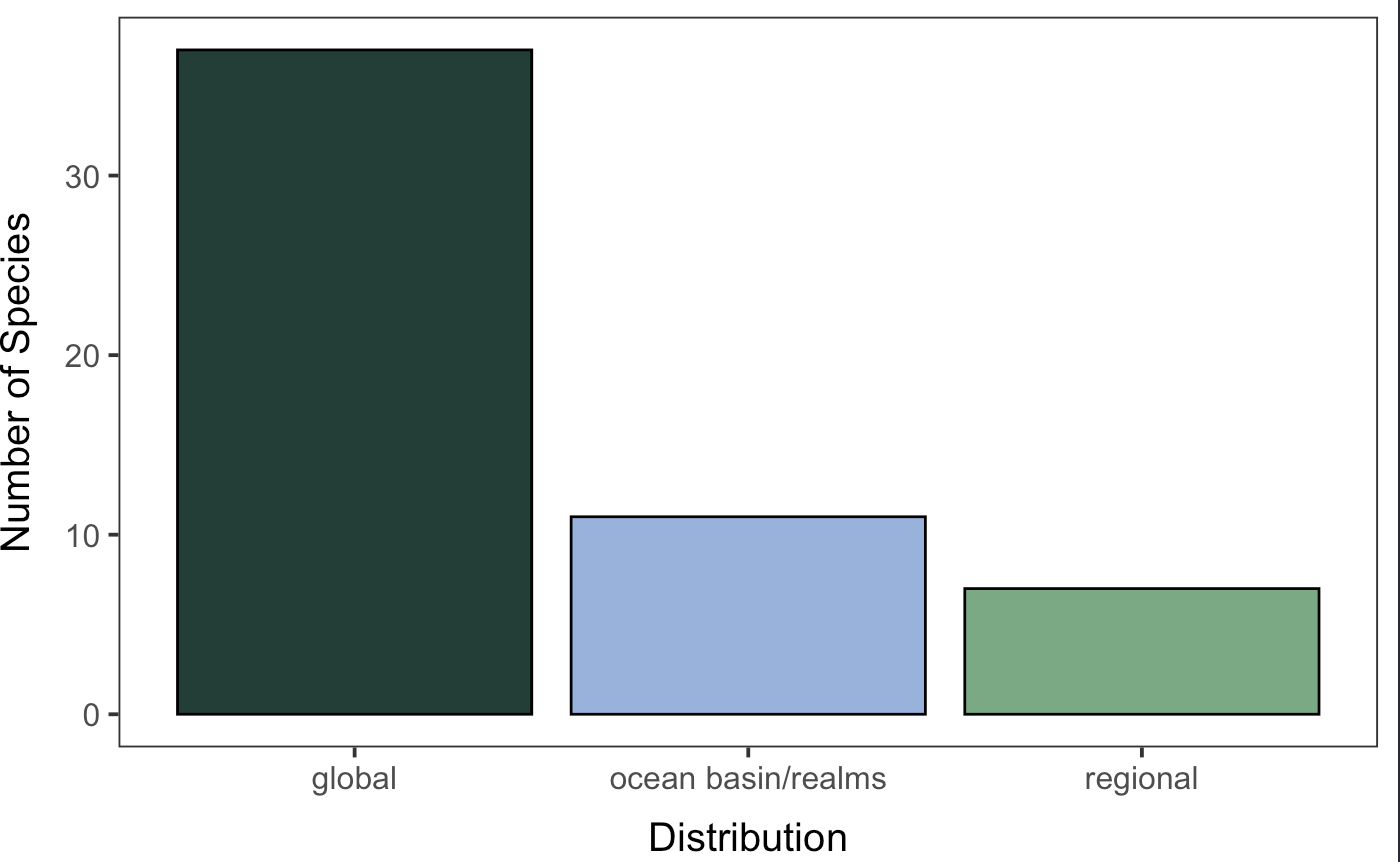 Number of Species
30
20
10
0
global
ocean basin/realms
regional
Distribution